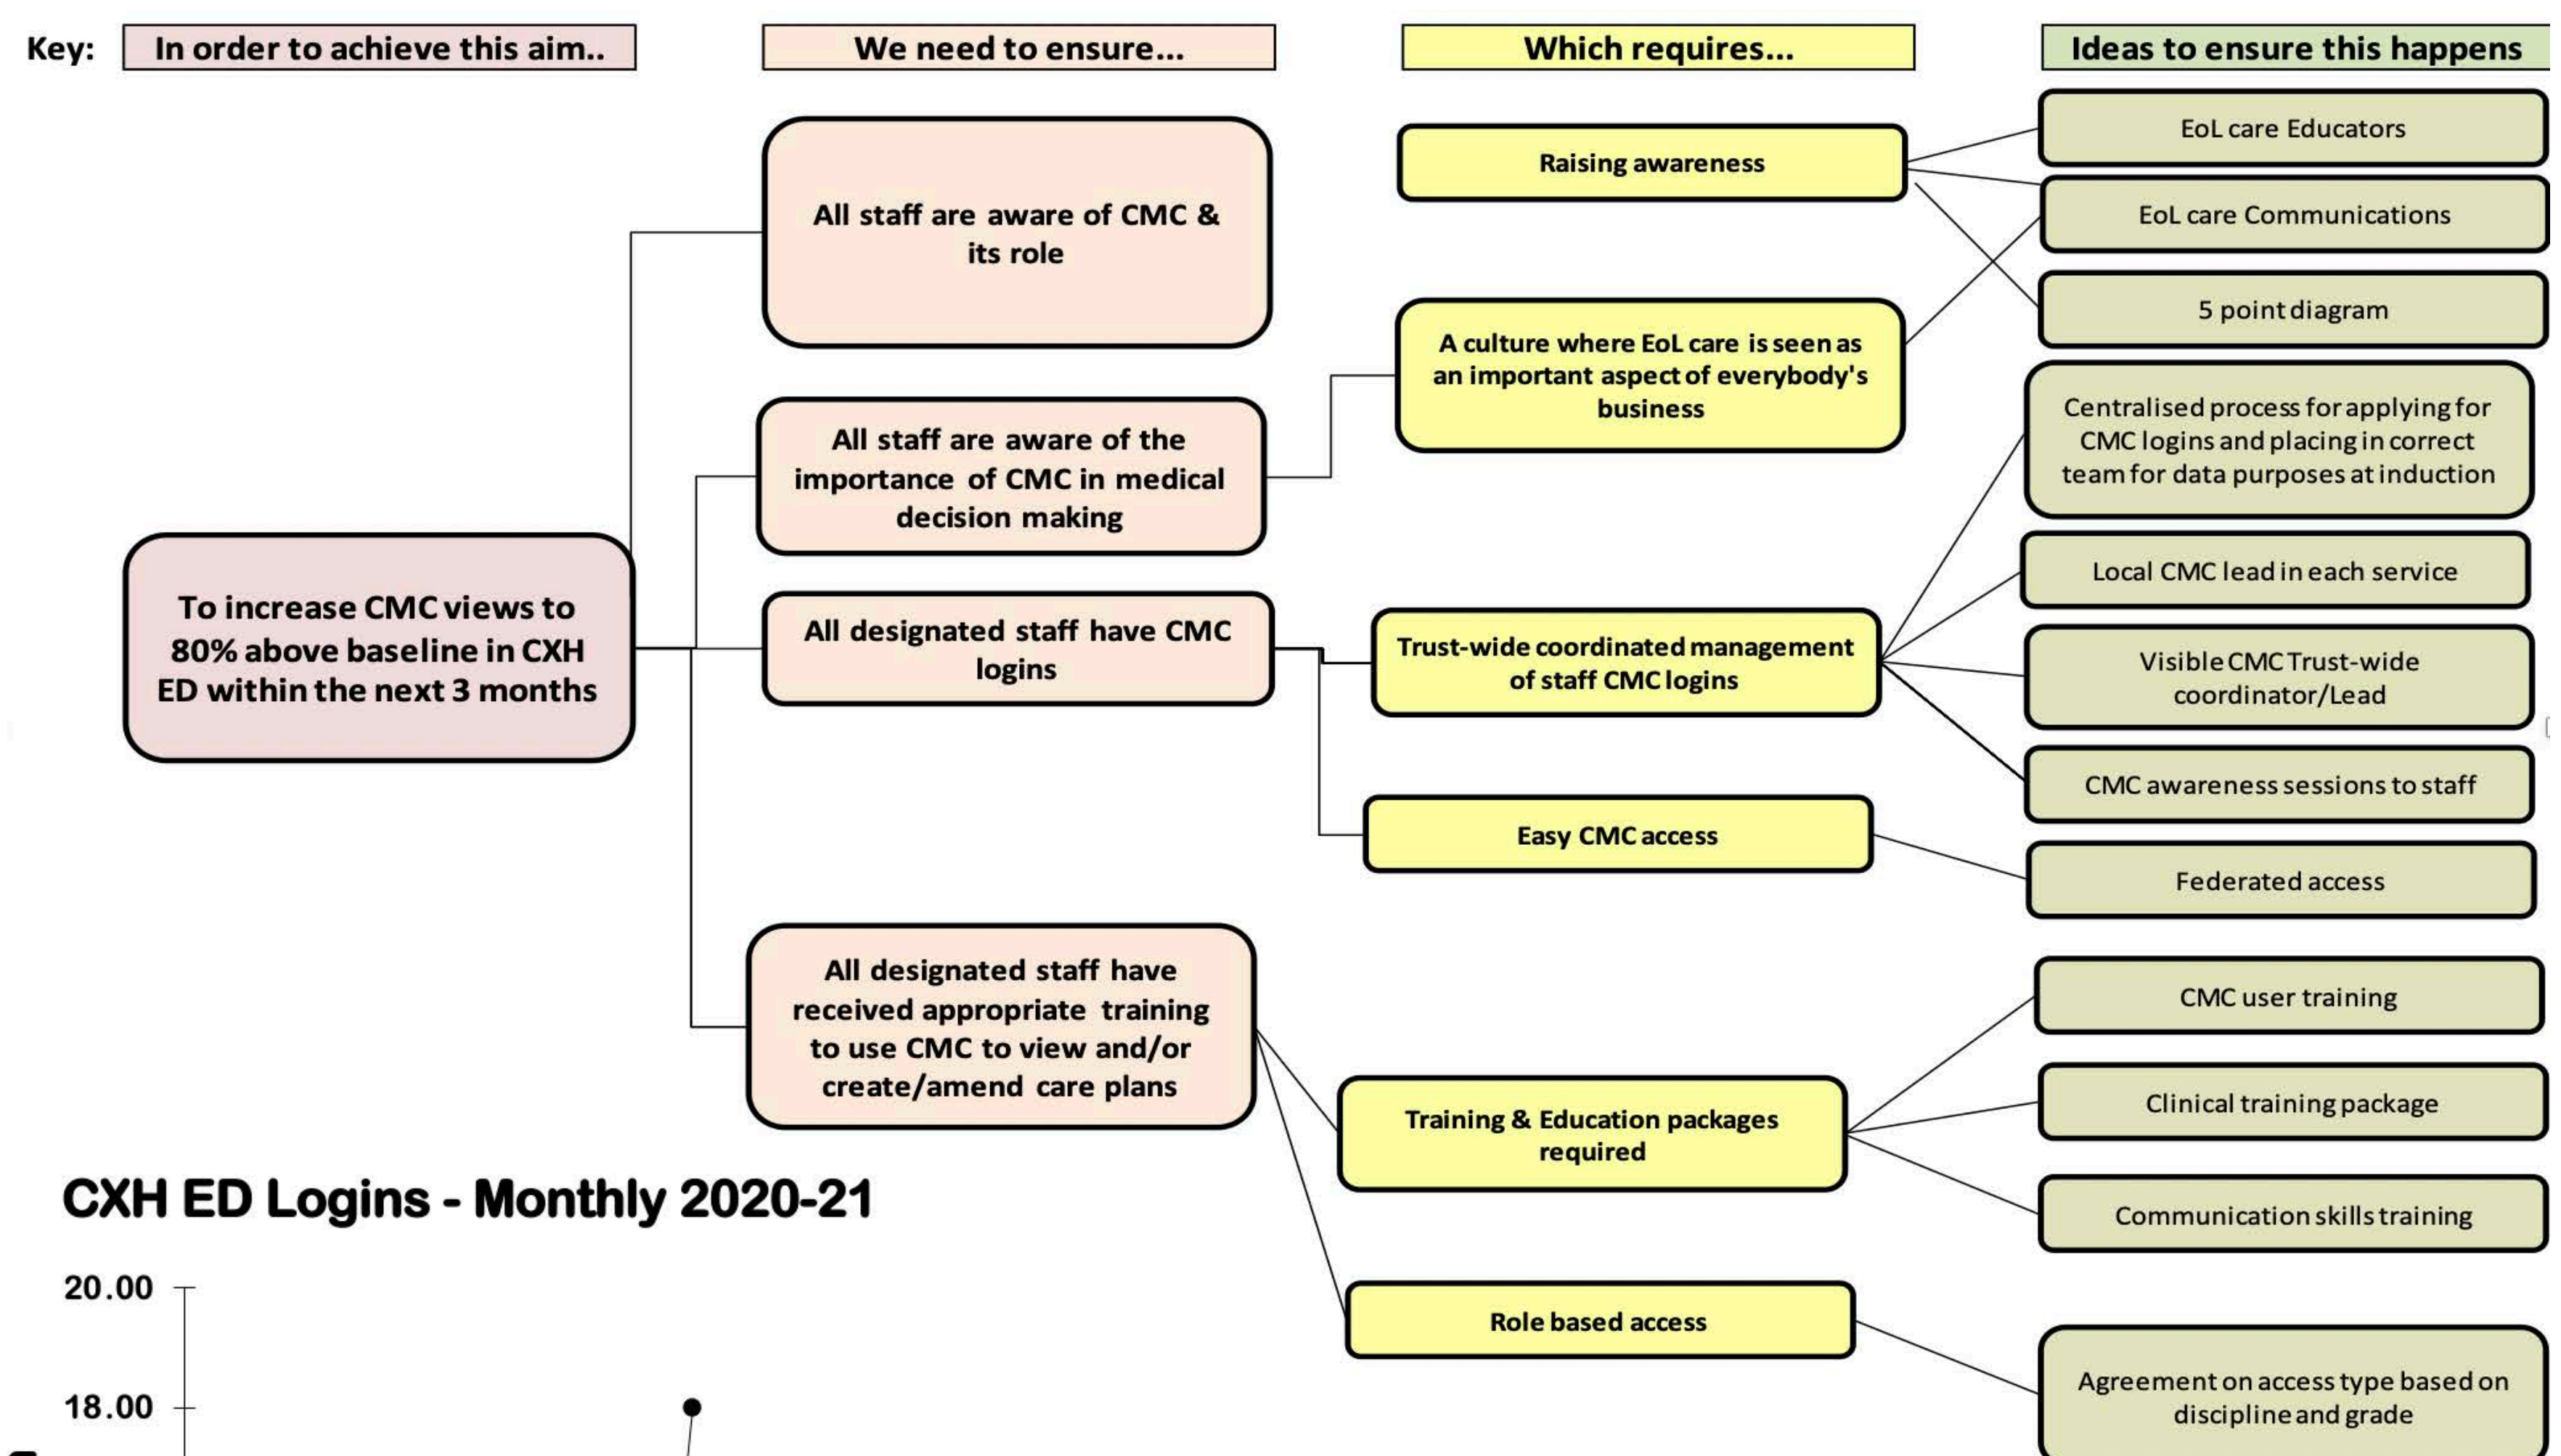 Key:
In order to achieve this aim..
We need to ensure...
Which requires...
Ideas to ensure this happens
To increase CMC views to
80% above baseline in CXH
ED within the next 3 months
All staff are aware of CMC &
its role
All staff are aware of the
importance of CMC in medical
decision making
All designated staff have CMC
logins
All designated staff have
received appropriate training
to use CMC to view and/or
create/amend care plans
Raising awareness
A culture where EoL care is seen as
an important aspect of everybody's
business
Trust-wide coordinated management
of staff CMC logins
Easy CMC access
Training & Education packages
required
Role based access
EoL care Educators
EoL care Communications
5 point diagram
Centralised process for applying for
CMC logins and placing in correct
team for data purposes at induction
Local CMC lead in each service
Visible CMC Trust-wide
coordinator/Lead
CMC awareness sessions to staff
Federated access
CMC user training
Clinical training package
Communication skills training
Agreement on access type based on
discipline and grade
CXH ED Logins - Monthly 2020-21
20.00
18.00